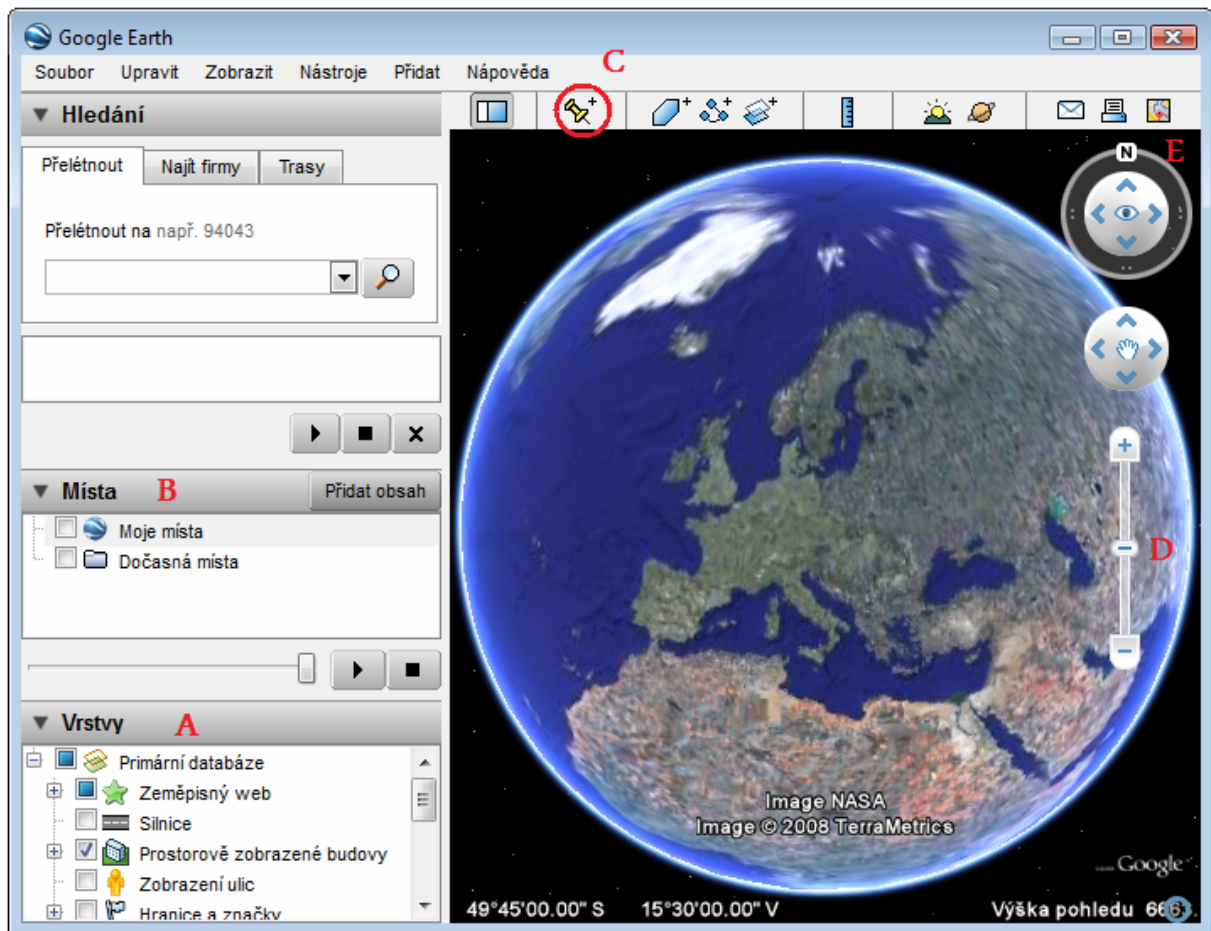 Google Earth
Soubor Upravit Zobrazit Nástroje Přidat Nápověda
C
Hledání
Přelétnout Najít firmy Trasy
Přelétnout na např. 94043
N
E
Místa B Přidat obsah
Moje místa
Dočasná místa
D
Vrstvy A
Primární databáze
Zeměpisný web
Silnice
Prostorově zobrazené budovy
Zobrazení ulic
Hranice a značky
Image NASA
Image © 2008 TerraMetrics
Google
49°45'00.00" S 15°30'00.00" V Výška pohledu